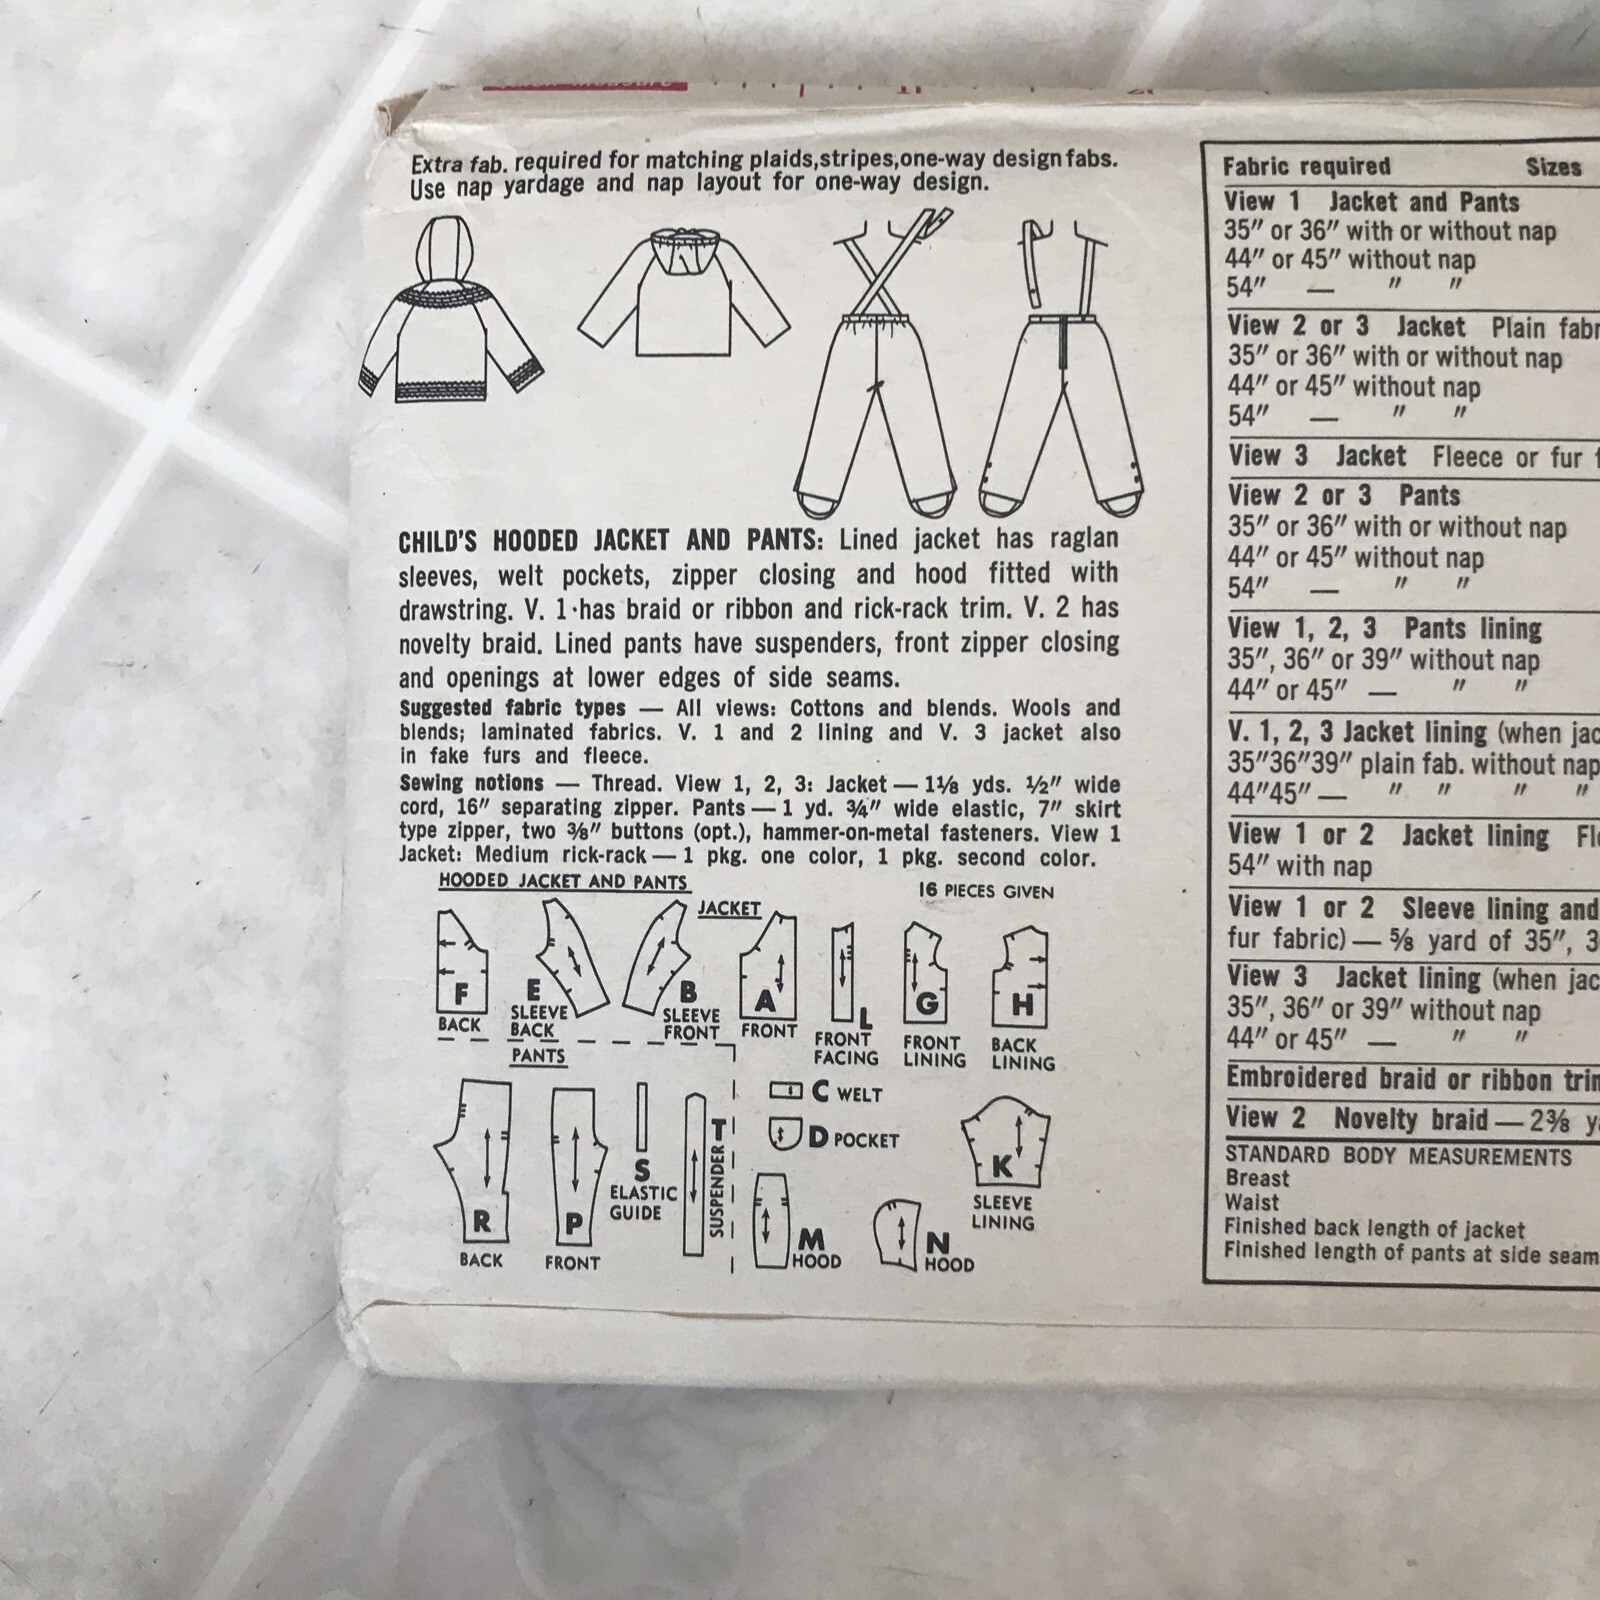 Extra fab. required for matching plaids,stripes,one-way design fabs.
Use nap yardage and nap layout for one-way design.
CHILD'S HOODED JACKET AND PANTS: Lined jacket has raglan
sleeves, welt pockets, zipper closing and hood fitted with
drawstring. V. 1 has braid or ribbon and rick-rack trim. V. 2 has
novelty braid. Lined pants have suspenders, front zipper closing
and openings at lower edges of side seams.
Suggested fabric types — All views: Cottons and blends. Wools and
blends; laminated fabrics. V. 1 and 2 lining and V. 3 jacket also
in fake furs and fleece.
Sewing notions — Thread. View 1, 2, 3: Jacket — 1⅛ yds. ½" wide
cord, 16" separating zipper. Pants — 1 yd. ¾" wide elastic, 7" skirt
type zipper, two ⅜" buttons (opt.), hammer-on-metal fasteners. View 1
Jacket: Medium rick-rack — 1 pkg. one color, 1 pkg. second color.
HOODED JACKET AND PANTS
16 PIECES GIVEN
JACKET
F
BACK
E
SLEEVE
BACK
B
SLEEVE
FRONT
A
FRONT
L
FRONT
FACING
G
FRONT
LINING
H
BACK
LINING
PANTS
R
BACK
P
FRONT
S
ELASTIC
GUIDE
T
SUSPENDER
C WELT
D POCKET
M
HOOD
N
HOOD
K
SLEEVE
LINING
Fabric required Sizes
View 1 Jacket and Pants
35" or 36" with or without nap
44" or 45" without nap
54" — " "
View 2 or 3 Jacket Plain fabr
35" or 36" with or without nap
44" or 45" without nap
54" — " "
View 3 Jacket Fleece or fur f
View 2 or 3 Pants
35" or 36" with or without nap
44" or 45" without nap
54" — " "
View 1, 2, 3 Pants lining
35", 36" or 39" without nap
44" or 45" — " "
V. 1, 2, 3 Jacket lining (when jac
35"36"39" plain fab. without nap
44"45" — " " " "
View 1 or 2 Jacket lining Fl
54" with nap
View 1 or 2 Sleeve lining and
fur fabric) — ⅝ yard of 35", 3
View 3 Jacket lining (when jac
35", 36" or 39" without nap
44" or 45" — " "
Embroidered braid or ribbon trim
View 2 Novelty braid — 2⅜ y
STANDARD BODY MEASUREMENTS
Breast
Waist
Finished back length of jacket
Finished length of pants at side seam